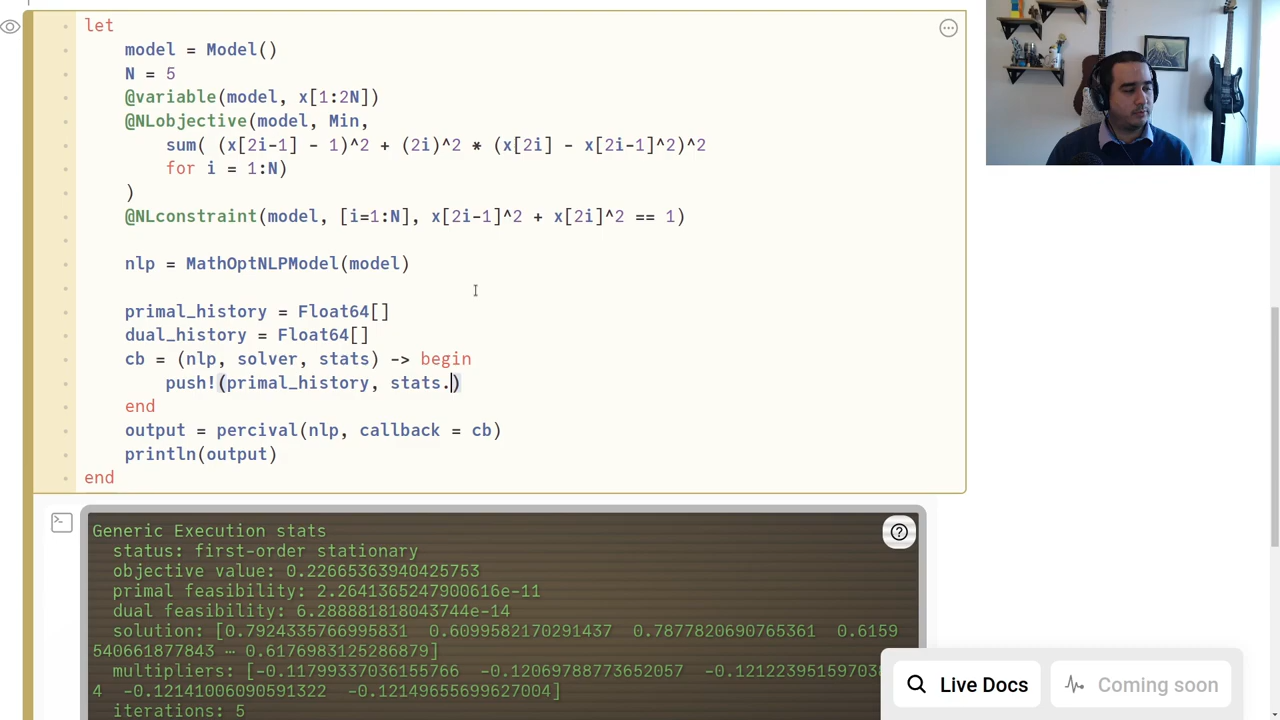 let
model = Model()
N = 5
@variable(model, x[1:2N])
@NLobjective(model, Min,
sum( (x[2i-1] - 1)^2 + (2i)^2 * (x[2i] - x[2i-1]^2)^2
for i = 1:N)
)
@NLconstraint(model, [i=1:N], x[2i-1]^2 + x[2i]^2 == 1)
nlp = MathOptNLPModel(model)
primal_history = Float64[]
dual_history = Float64[]
cb = (nlp, solver, stats) -> begin
push!(primal_history, stats.)
end
output = percival(nlp, callback = cb)
println(output)
end
Generic Execution stats
status: first-order stationary
objective value: 0.22665363940425753
primal feasibility: 2.2641365247900616e-11
dual feasibility: 6.288881818043744e-14
solution: [0.7924335766995831 0.6099582170291437 0.7877820690765361 0.6159
540661877843 ⋯ 0.6176983125286879]
multipliers: [-0.11799337036155766 -0.12069788773652057
4 -0.12141006090591322 -0.12149655699627004]
iterations: 5
Live Docs
Coming soon